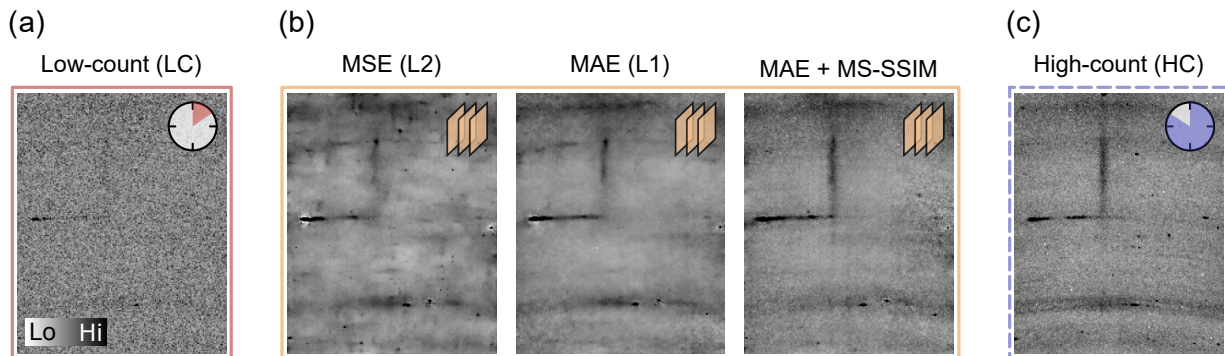 (a)
(b)
(c)
Low-count (LC)
MSE (L2)
MAE (L1)
MAE + MS-SSIM
High-count (HC)
Lo Hi